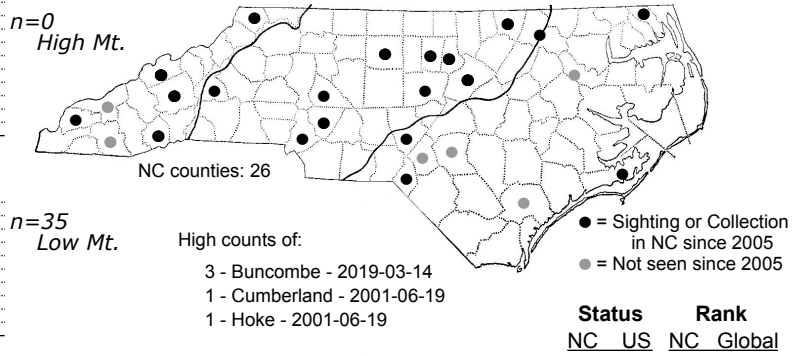 n=0
High Mt.
NC counties: 26
n=35
Low Mt.
High counts of:
3 - Buncombe - 2019-03-14
1 - Cumberland - 2001-06-19
1 - Hoke - 2001-06-19
= Sighting or Collection
in NC since 2005
= Not seen since 2005
Status Rank
NC US NC Global